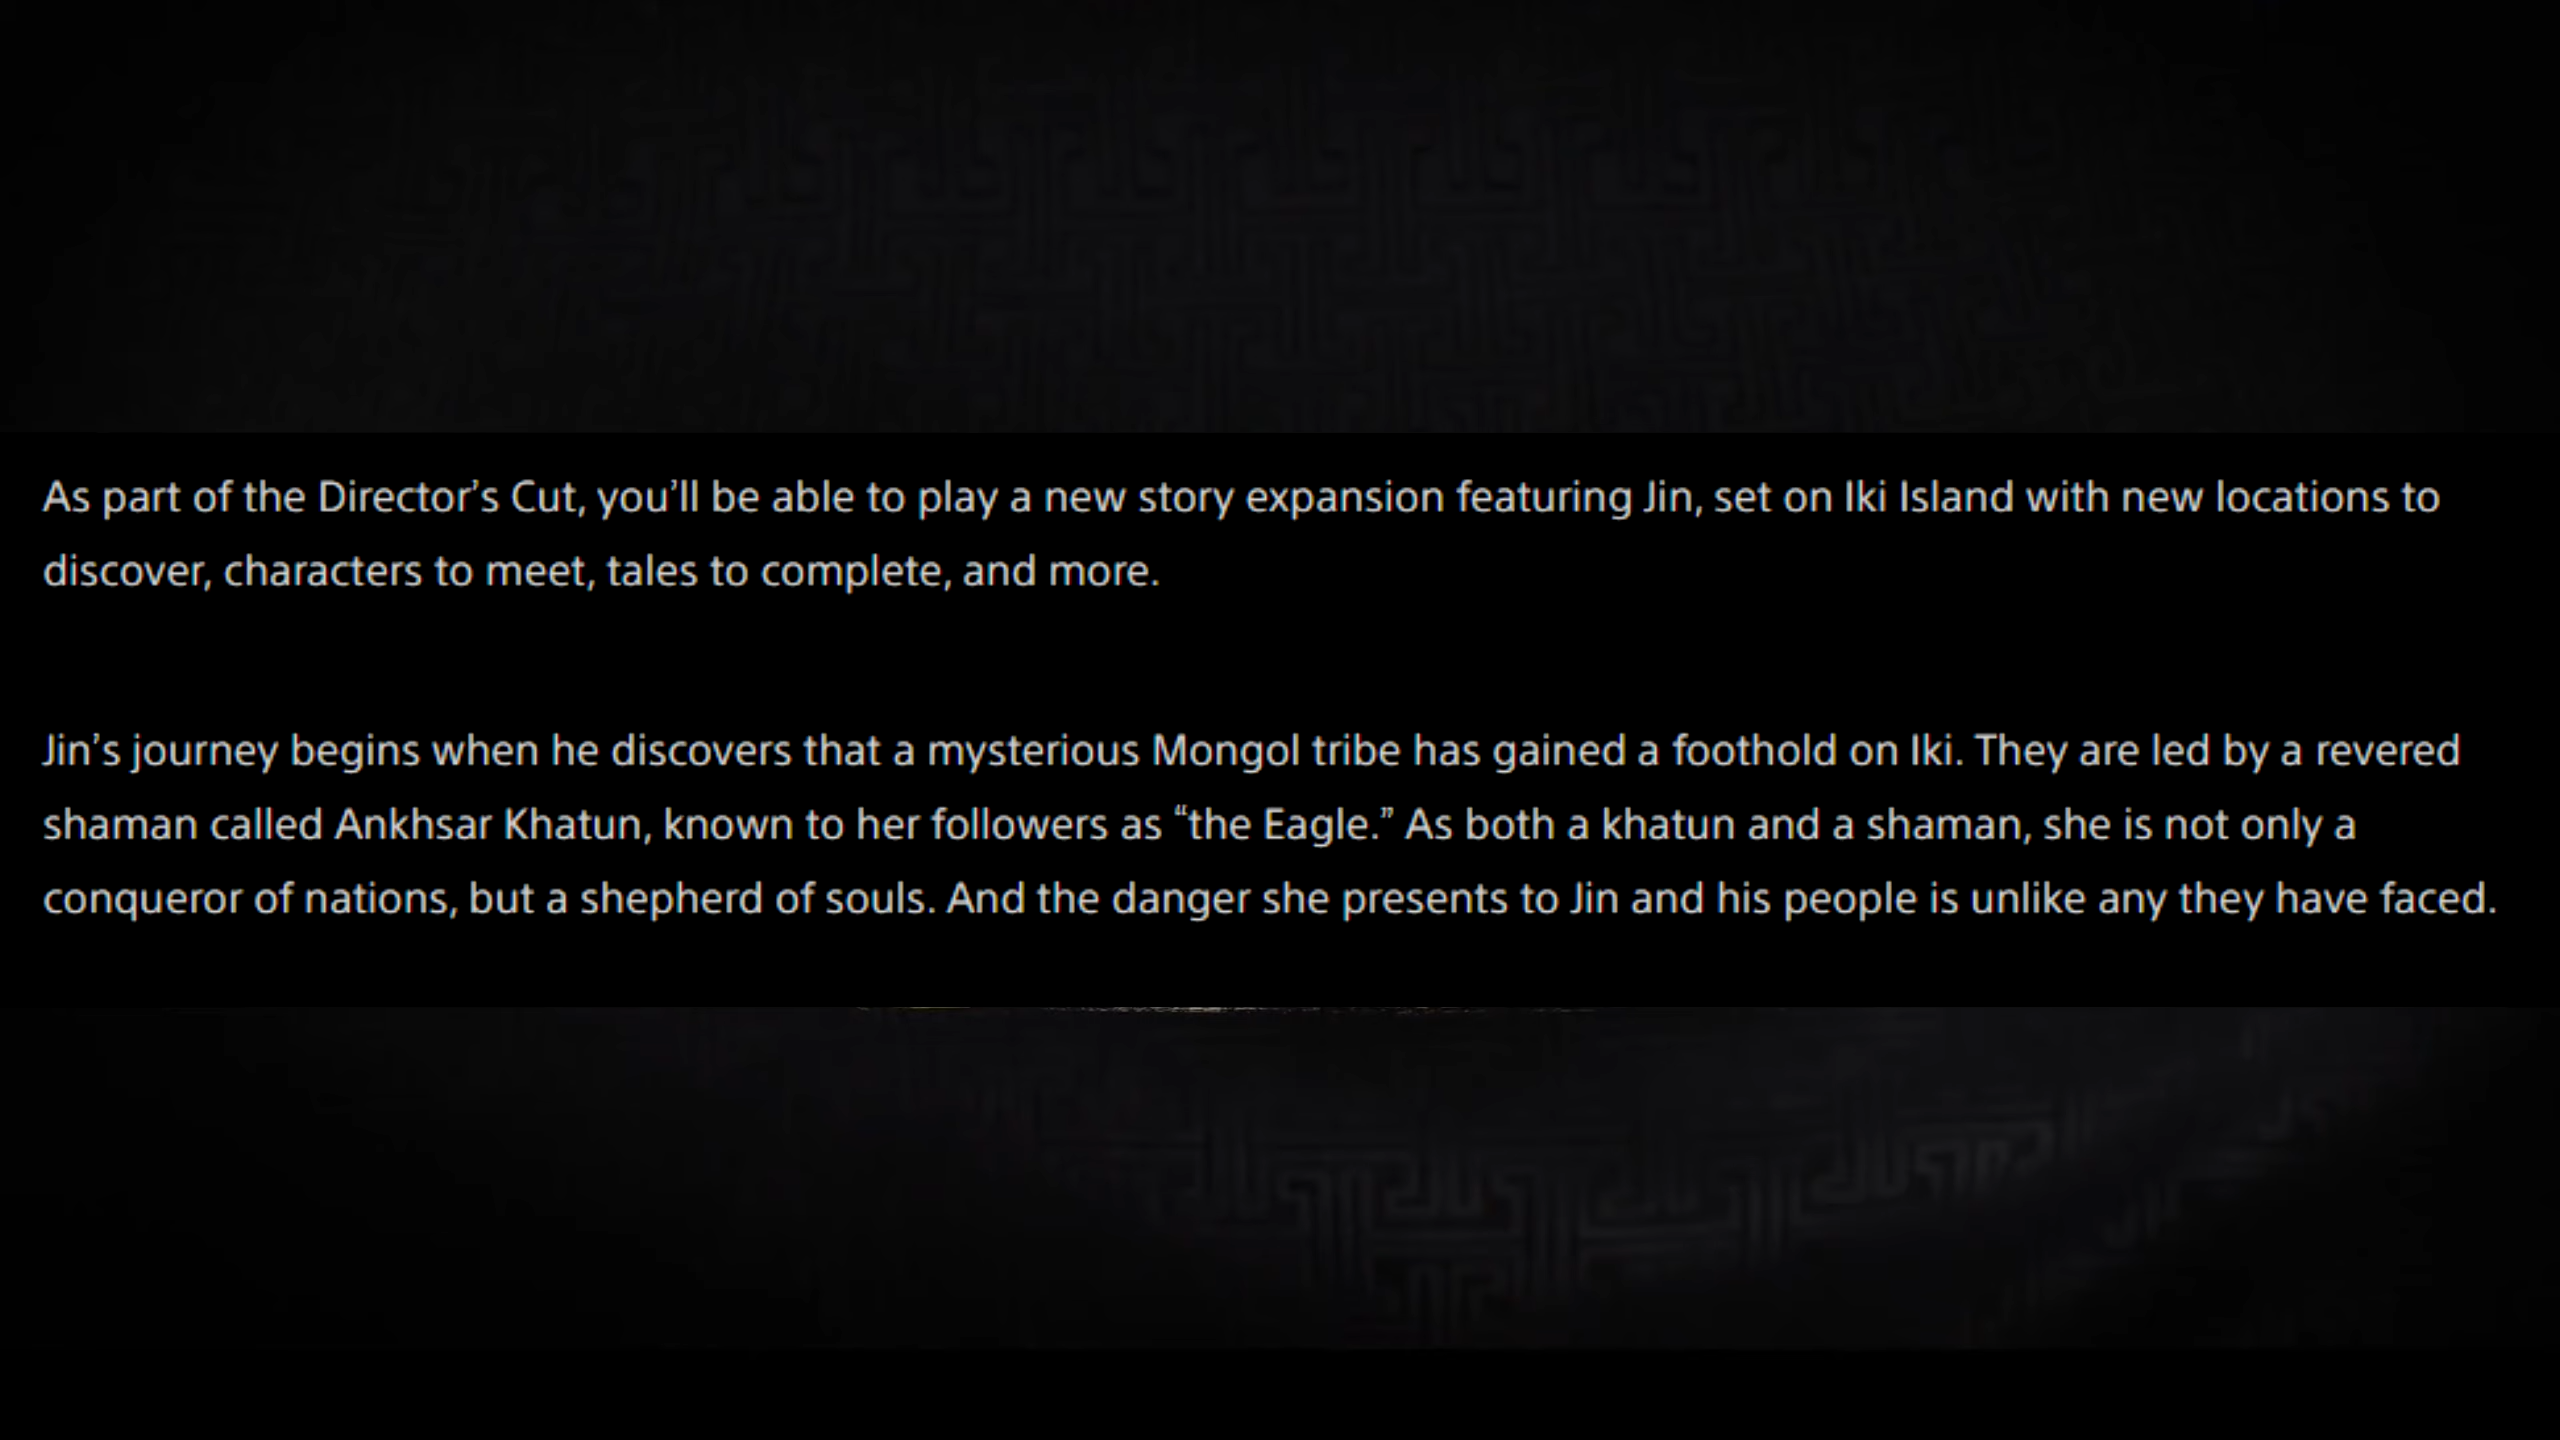 As part of the Director’s Cut, you’ll be able to play a new story expansion featuring Jin, set on Iki Island with new locations to
discover, characters to meet, tales to complete, and more.
Jin’s journey begins when he discovers that a mysterious Mongol tribe has gained a foothold on Iki. They are led by a revered
shaman called Ankhsar Khatun, known to her followers as “the Eagle.” As both a khatun and a shaman, she is not only a
conqueror of nations, but a shepherd of souls. And the danger she presents to Jin and his people is unlike any they have faced.